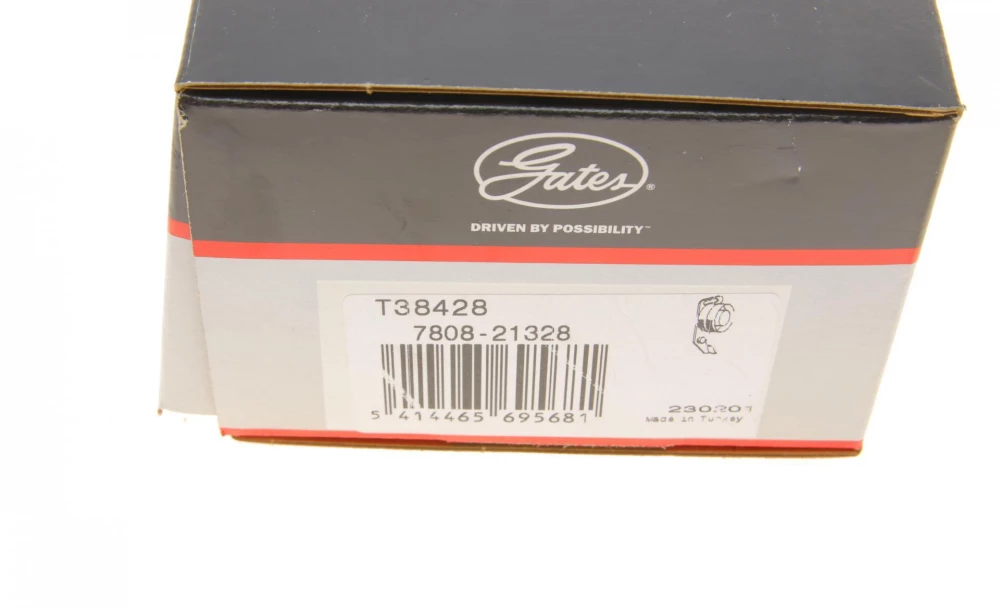 Gates®
DRIVEN BY POSSIBILITY™
T38428
7808-21328
5 414465 695681
230201
Made in Turkey